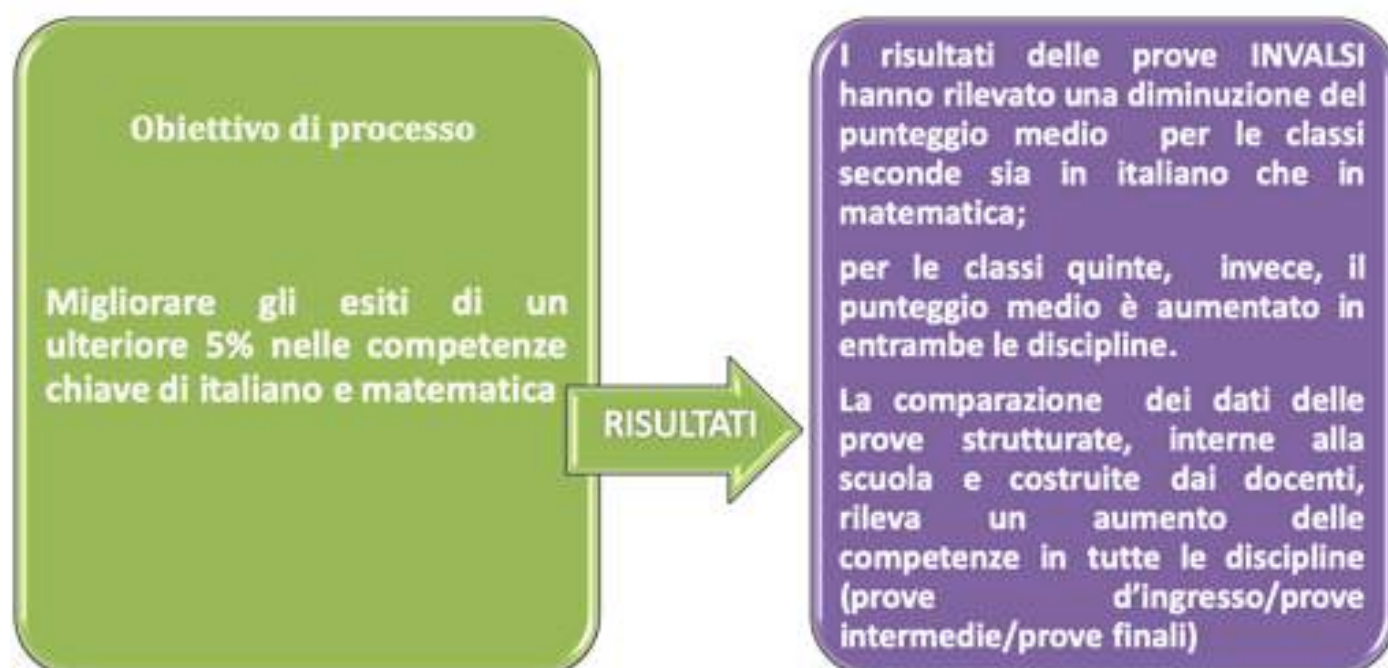 Obiettivo di processo
Migliorare gli esiti di un
ulteriore 5% nelle competenze
chiave di italiano e matematica
RISULTATI
I risultati delle prove INVALSI
hanno rilevato una diminuzione del
punteggio medio per le classi
seconde sia in italiano che in
matematica;
per le classi quinte, invece, il
punteggio medio è aumentato in
entrambe le discipline.
La comparazione dei dati delle
prove strutturate, interne alla
scuola e costruite dai docenti,
rileva un aumento delle
competenze in tutte le discipline
(prove d'ingresso/prove
intermedie/prove finali)